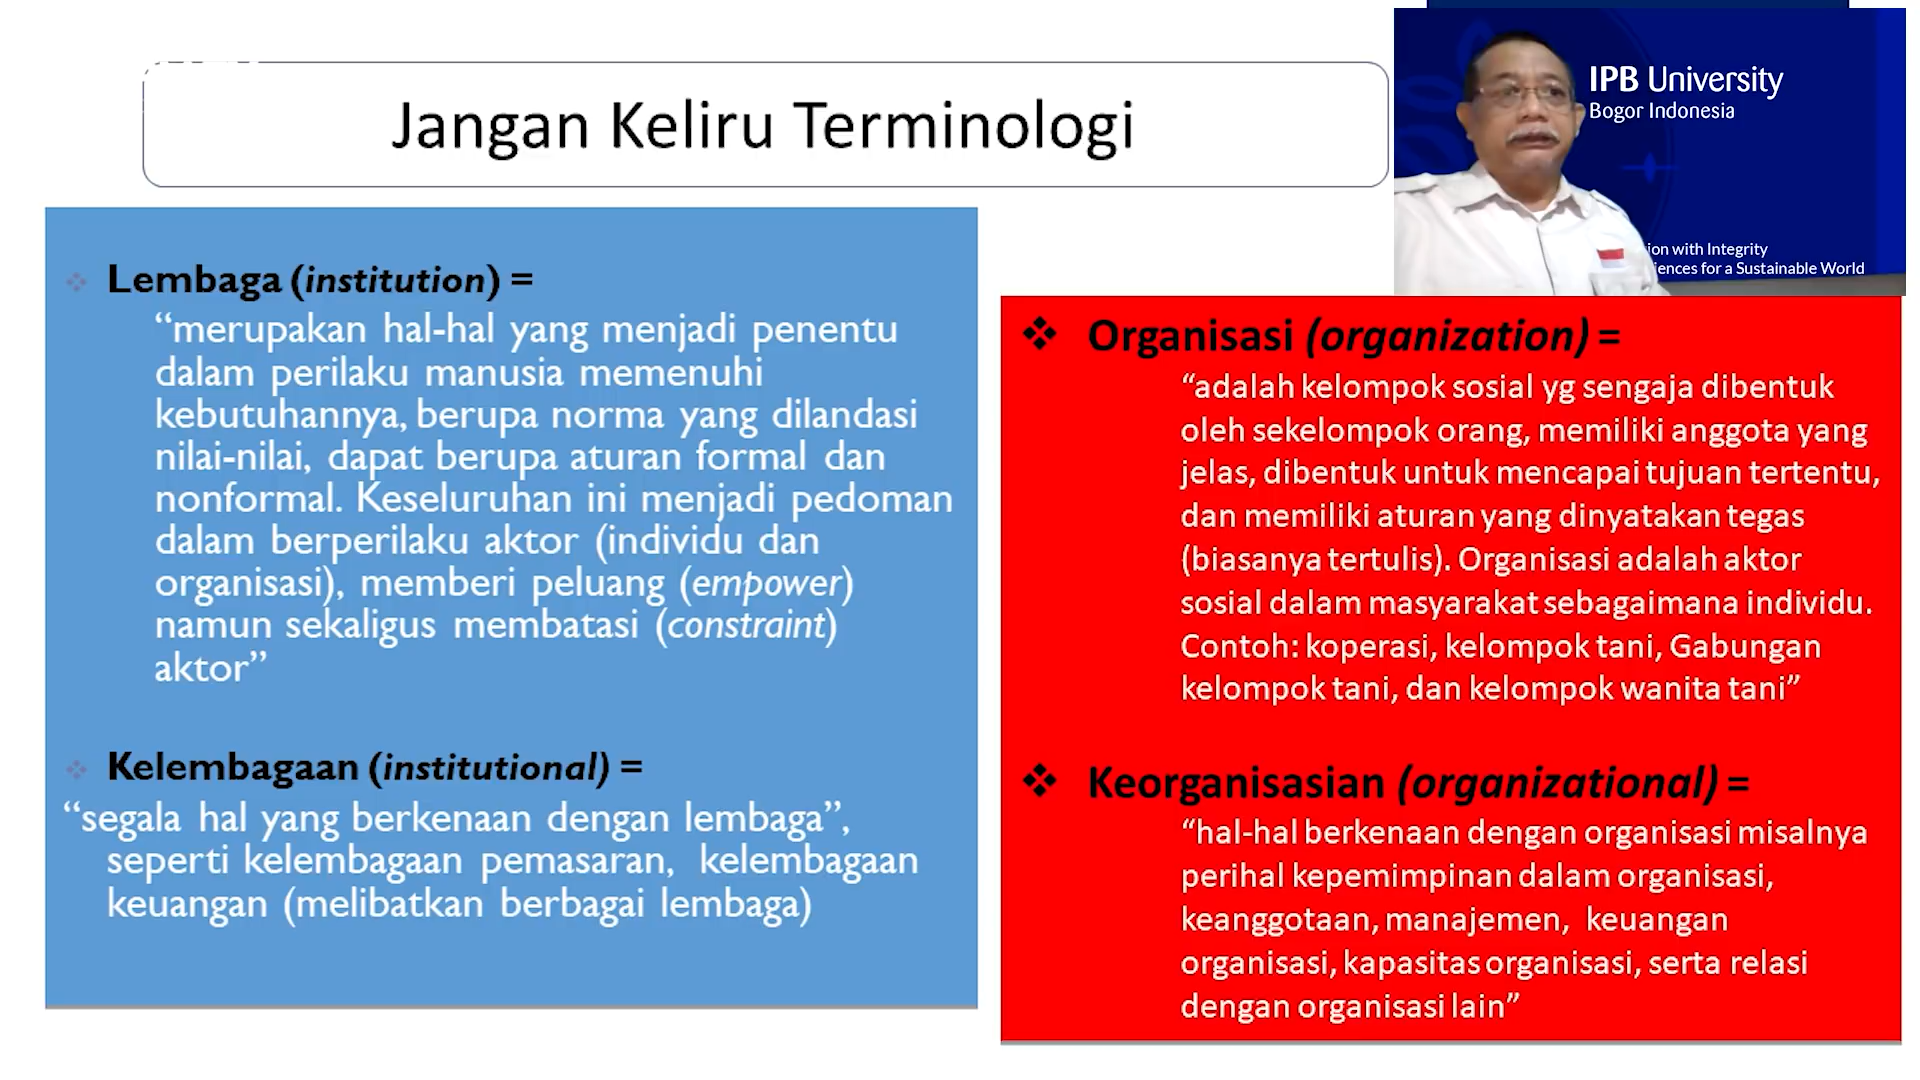 Jangan Keliru Terminologi
IPB University
Bogor Indonesia
ion with Integrity
iences for a Sustainable World
❖ Lembaga (institution) =
“merupakan hal-hal yang menjadi penentu
dalam perilaku manusia memenuhi
kebutuhannya, berupa norma yang dilandasi
nilai-nilai, dapat berupa aturan formal dan
nonformal. Keseluruhan ini menjadi pedoman
dalam berperilaku aktor (individu dan
organisasi), memberi peluang (empower)
namun sekaligus membatasi (constraint)
aktor”
❖ Kelembagaan (institutional) =
“segala hal yang berkenaan dengan lembaga”,
seperti kelembagaan pemasaran, kelembagaan
keuangan (melibatkan berbagai lembaga)
❖ Organisasi (organization) =
“adalah kelompok sosial yg sengaja dibentuk
oleh sekelompok orang, memiliki anggota yang
jelas, dibentuk untuk mencapai tujuan tertentu,
dan memiliki aturan yang dinyatakan tegas
(biasanya tertulis). Organisasi adalah aktor
sosial dalam masyarakat sebagaimana individu.
Contoh: koperasi, kelompok tani, Gabungan
kelompok tani, dan kelompok wanita tani”
❖ Keorganisasian (organizational) =
“hal-hal berkenaan dengan organisasi misalnya
perihal kepemimpinan dalam organisasi,
keanggotaan, manajemen, keuangan
organisasi, kapasitas organisasi, serta relasi
dengan organisasi lain”